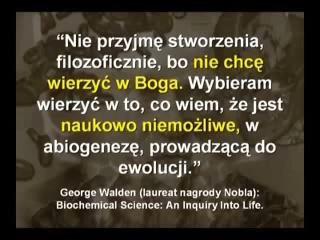 “Nie przyjmę stworzenia,
filozoficznie, bo nie chcę
wierzyć w Boga. Wybieram
wierzyć w to, co wiem, że jest
naukowo niemożliwe, w
abiogenezę, prowadzącą do
ewolucji.”
George Walden (laureat nagrody Nobla):
Biochemical Science: An Inquiry Into Life.